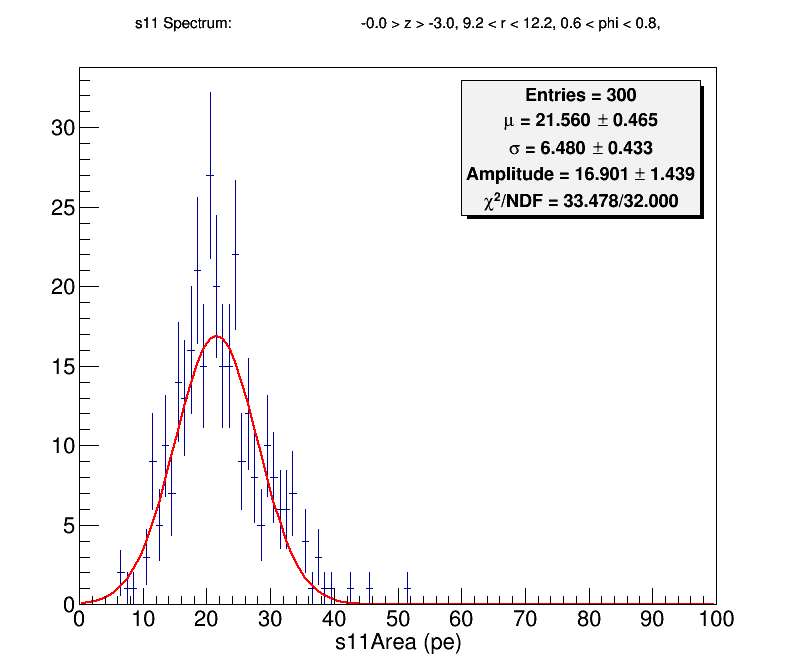 s11 Spectrum: -0.0 > z > -3.0, 9.2 < r < 12.2, 0.6 < phi < 0.8,
Entries = 300
μ = 21.560 ± 0.465
σ = 6.480 ± 0.433
Amplitude = 16.901 ± 1.439
χ²/NDF = 33.478/32.000
30
25
20
15
10
5
0
0 10 20 30 40 50 60 70 80 90 100
s11Area (pe)